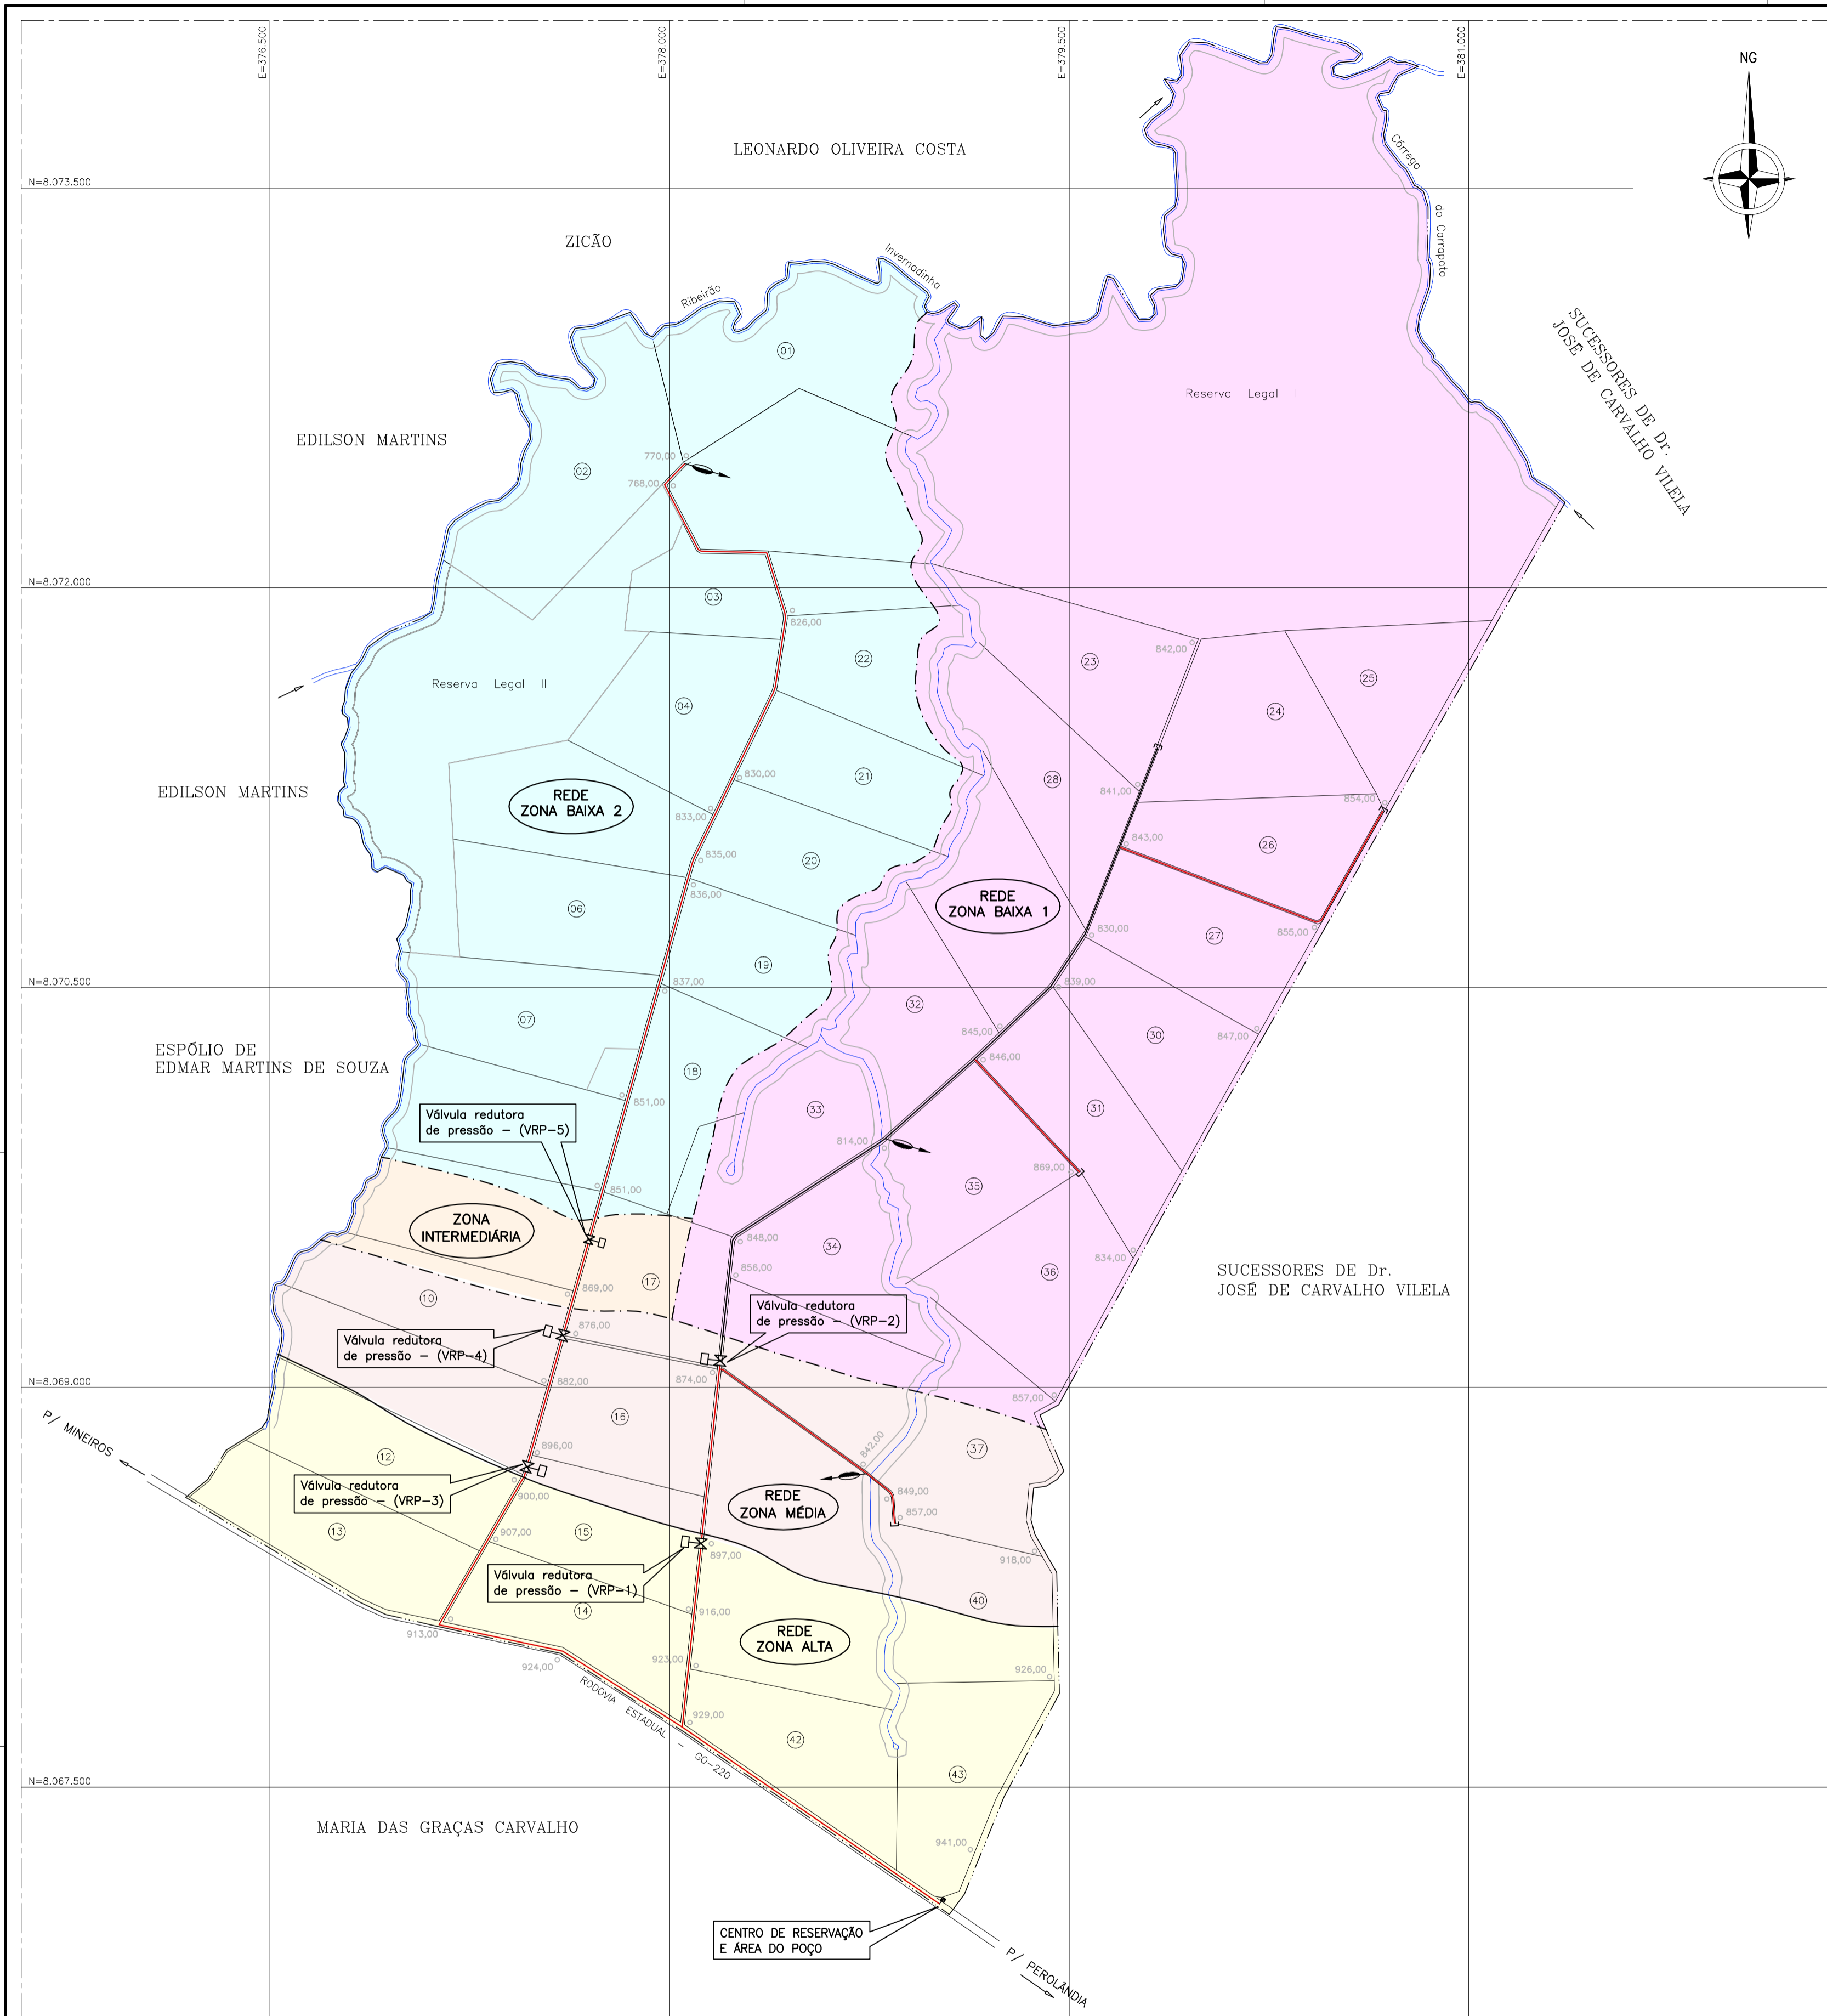 E=376.500
E=378.000
E=379.500
E=381.000
NG
LEONARDO OLIVEIRA COSTA
Córrego
N=8.073.500
do Carrapato
ZICÃO
Invernadinha
Ribeirão
SUCESSORES DE Dr.
JOSÉ DE CARVALHO VILELA
01
Reserva Legal I
EDILSON MARTINS
770,00
02
768,00
N=8.072.000
03
826,00
842,00
22
23
25
Reserva Legal II
04
24
830,00
21
28
841,00
854,00
EDILSON MARTINS
REDE
ZONA BAIXA 2
833,00
843,00
26
835,00
20
836,00
REDE
ZONA BAIXA 1
06
830,00
855,00
27
19
N=8.070.500
837,00
839,00
32
07
845,00
30
847,00
ESPÓLIO DE
EDMAR MARTINS DE SOUZA
846,00
18
851,00
33
31
Válvula redutora
de pressão - (VRP-5)
814,00
869,00
35
851,00
ZONA
INTERMEDIÁRIA
848,00
34
834,00
856,00
36
SUCESSORES DE Dr.
JOSÉ DE CARVALHO VILELA
17
869,00
10
Válvula redutora
de pressão - (VRP-2)
876,00
Válvula redutora
de pressão - (VRP-4)
874,00
N=8.069.000
882,00
857,00
16
P/ MINEIROS
896,00
842,00
37
12
Válvula redutora
de pressão - (VRP-3)
900,00
REDE
ZONA MÉDIA
849,00
857,00
13
907,00
15
897,00
918,00
Válvula redutora
de pressão - (VRP-1)
14
916,00
40
913,00
REDE
ZONA ALTA
924,00
923,00
926,00
RODOVIA ESTADUAL - GO-220
929,00
42
43
N=8.067.500
MARIA DAS GRAÇAS CARVALHO
941,00
CENTRO DE RESERVAÇÃO
E ÁREA DO POÇO
P/ PEROLÂNDIA